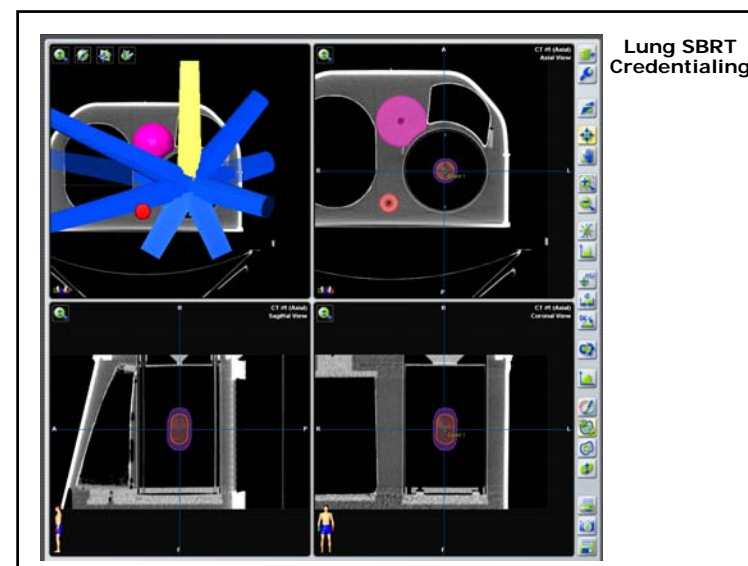 Lung SBRT
Credentialing
CT #1 (Axial)
Axial View
A
R
L
P
CT #1 (Axial)
Sagittal View
H
A
P
F
CT #1 (Axial)
Coronal View
H
R
L
F